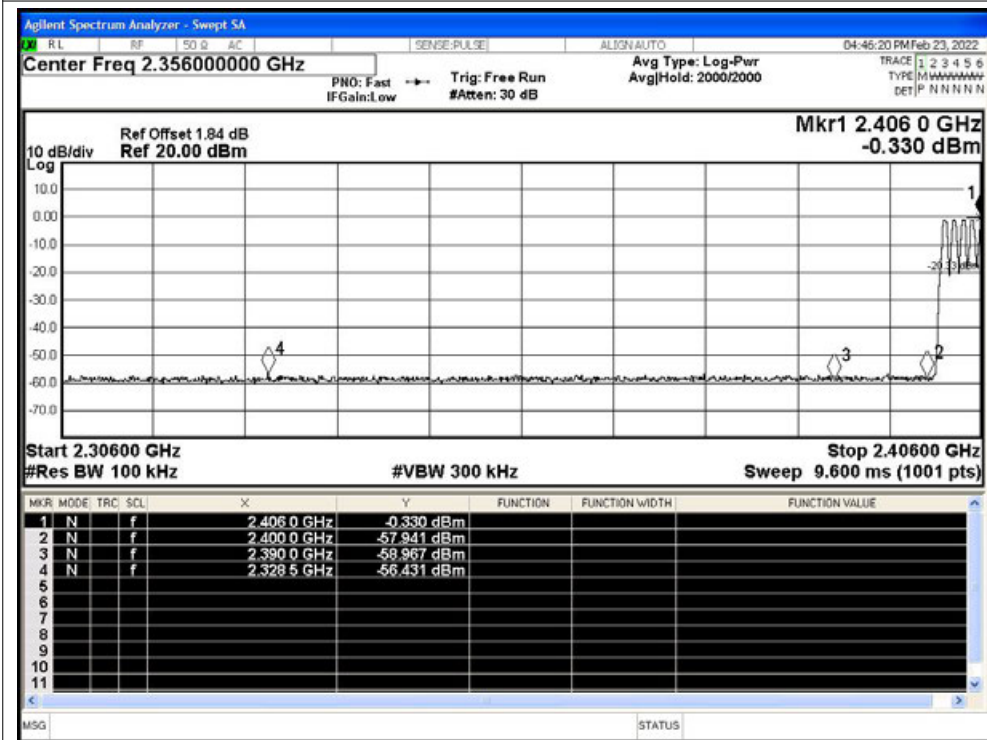 Agilent Spectrum Analyzer - Swept SA
LXI RL RF 50 Ω AC SENSE:PULSE ALIGNAUTO 04:46:20 PM Feb 23, 2022
Center Freq 2.356000000 GHz
PNO: Fast
IFGain:Low
Trig: Free Run
#Atten: 30 dB
Avg Type: Log-Pwr
Avg|Hold: 2000/2000
TRACE 1 2 3 4 5 6
TYPE M
DET P N N N N N
Mkr1 2.406 0 GHz
-0.330 dBm
Ref Offset 1.84 dB
10 dB/div Ref 20.00 dBm
Log
10.0
1
0.00
-10.0
-20.0
-20.33 dBm
-30.0
-40.0
-50.0
4
3
2
-60.0
-70.0
Start 2.30600 GHz Stop 2.40600 GHz
#Res BW 100 kHz #VBW 300 kHz Sweep 9.600 ms (1001 pts)
MKR MODE TRC SCL X Y FUNCTION FUNCTION WIDTH FUNCTION VALUE
1 N f 2.406 0 GHz -0.330 dBm
2 N f 2.400 0 GHz -57.941 dBm
3 N f 2.390 0 GHz -58.967 dBm
4 N f 2.328 5 GHz -56.431 dBm
5
6
7
8
9
10
11
MSG STATUS